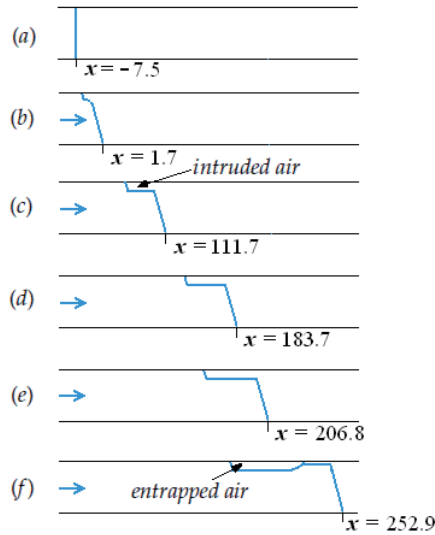 (a)
x = -7.5
(b)
x = 1.7
intruded air
(c)
x = 111.7
(d)
x = 183.7
(e)
x = 206.8
(f)
entrapped air
x = 252.9